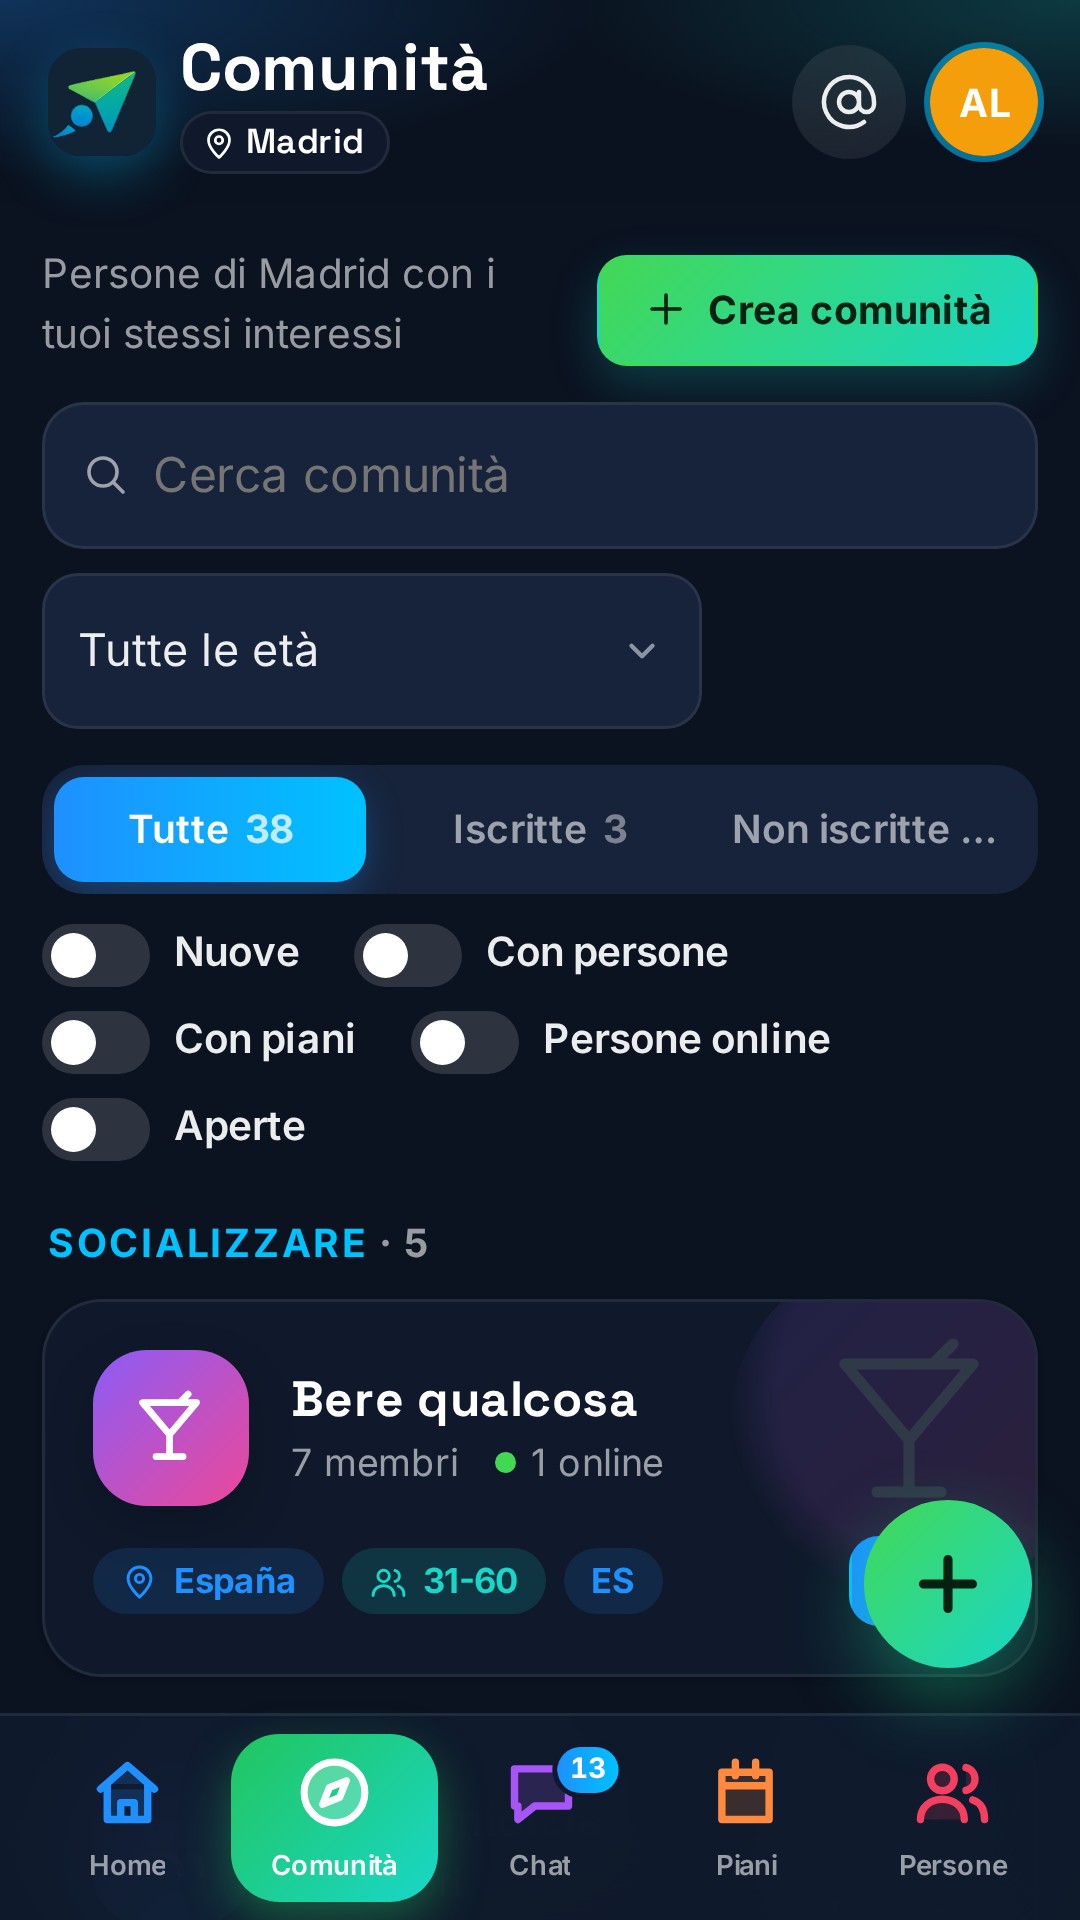 Comunità
Madrid
AL
Persone di Madrid con i
tuoi stessi interessi
Crea comunità
Cerca comunità
Tutte le età
Tutte 38
Iscritte 3
Non iscritte ...
Nuove
Con persone
Con piani
Persone online
Aperte
SOCIALIZZARE · 5
Bere qualcosa
7 membri
1 online
España
31-60
ES
13
Home
Comunità
Chat
Piani
Persone